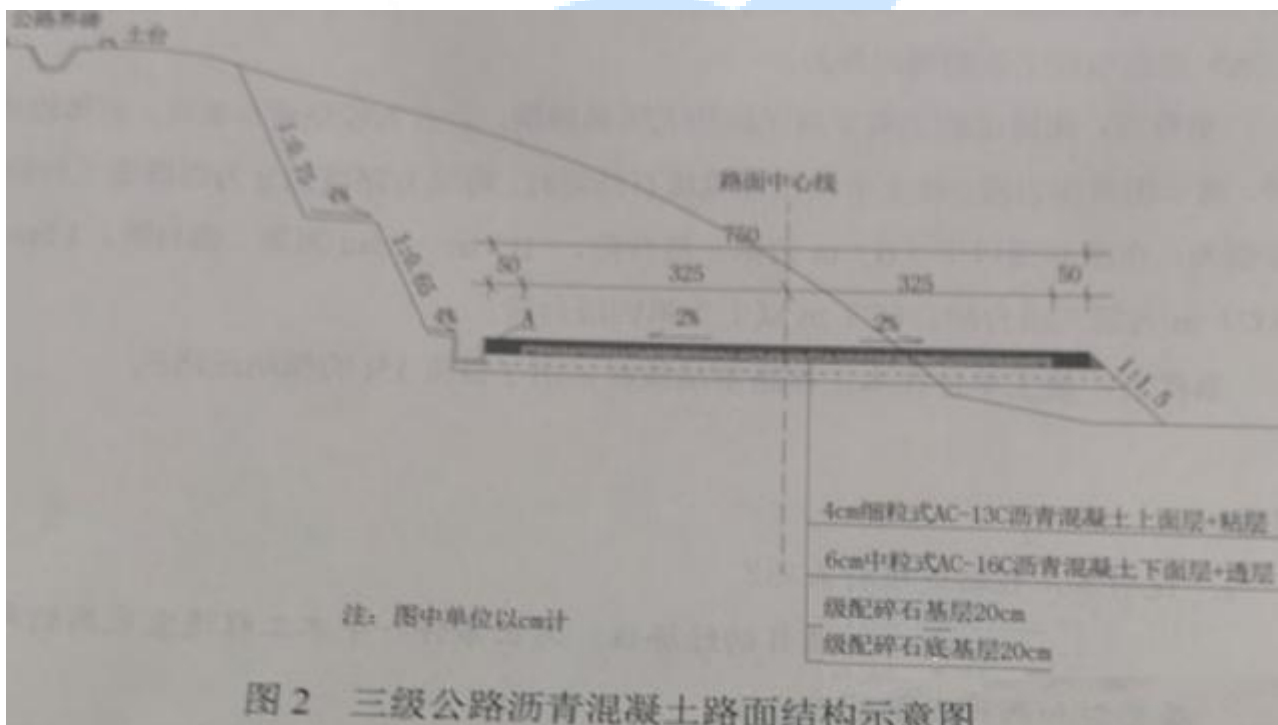 公路界碑
土台
1:0.75
4%
路面中心线
750
1:0.65
50
325
325
50
4%
A
2%
2%
1:1.5
4cm细粒式AC-13C沥青混凝土上面层+粘层
6cm中粒式AC-16C沥青混凝土下面层+透层
级配碎石基层20cm
级配碎石底基层20cm
注：图中单位以cm计
图2 三级公路沥青混凝土路面结构示意图